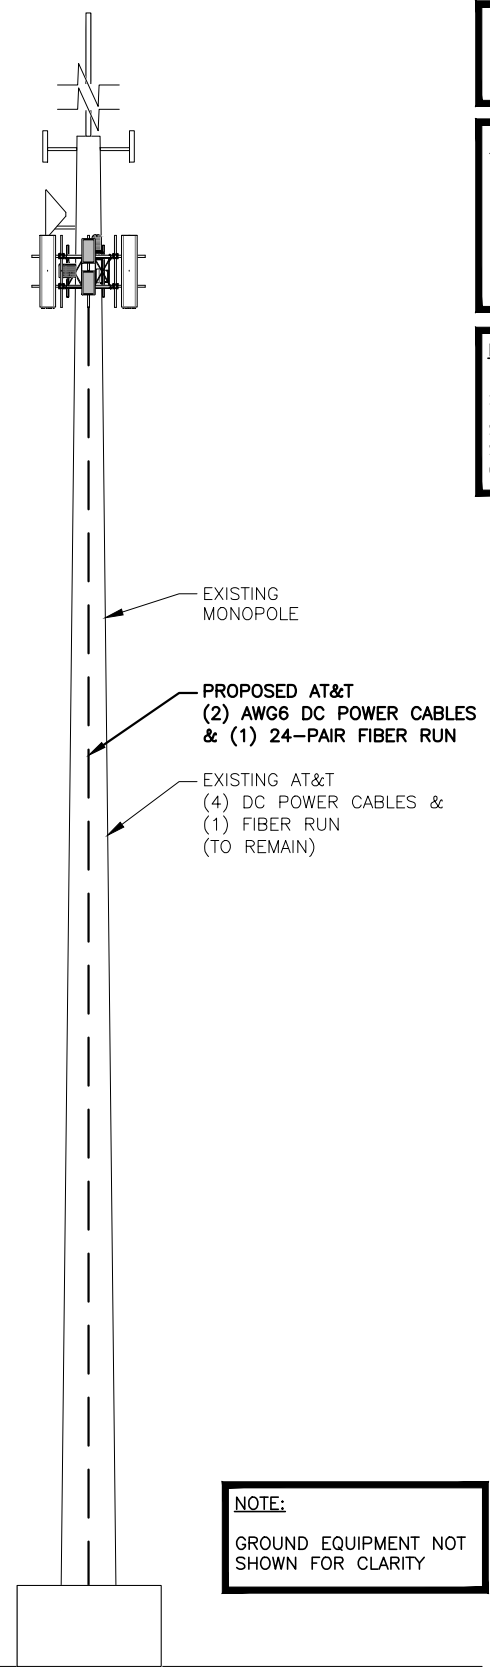 EXISTING
MONOPOLE
PROPOSED AT&T
(2) AWG6 DC POWER CABLES
& (1) 24-PAIR FIBER RUN
EXISTING AT&T
(4) DC POWER CABLES &
(1) FIBER RUN
(TO REMAIN)
NOTE:
GROUND EQUIPMENT NOT
SHOWN FOR CLARITY